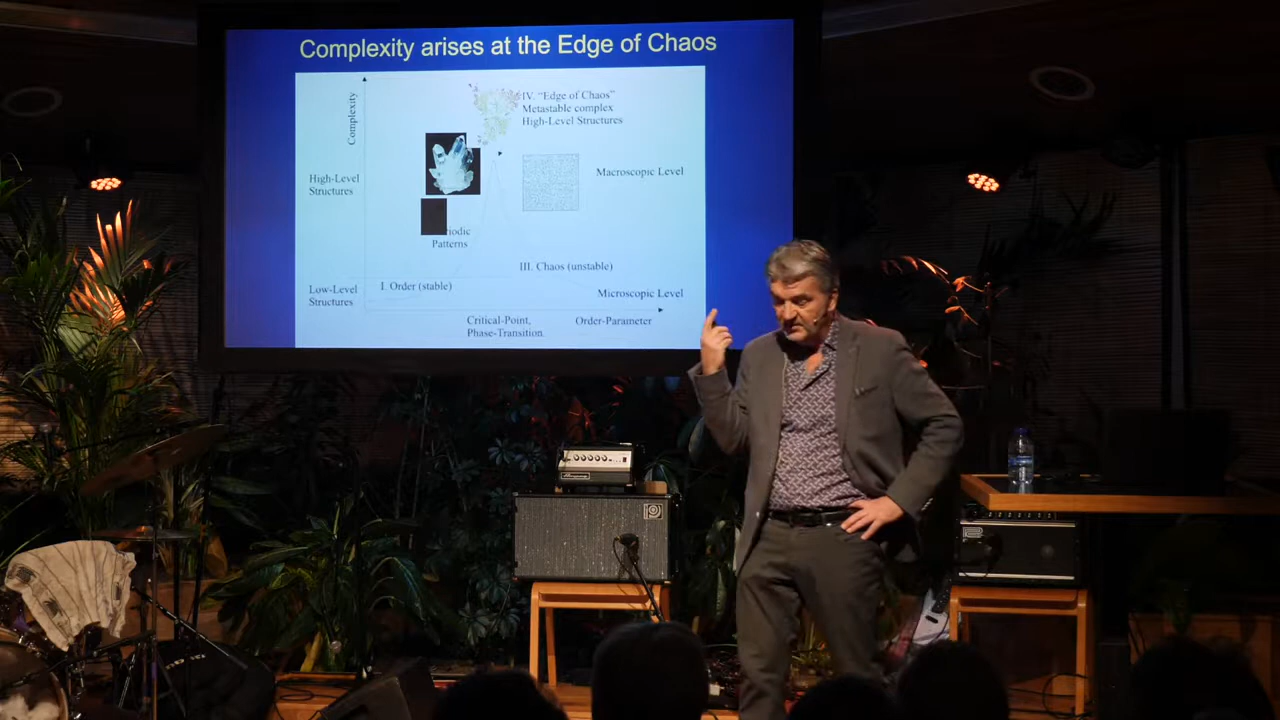 Complexity arises at the Edge of Chaos
Complexity
IV. “Edge of Chaos”
Metastable complex
High-Level Structures
High-Level
Structures
Macroscopic Level
iodic
Patterns
III. Chaos (unstable)
I. Order (stable)
Low-Level
Structures
Microscopic Level
Critical-Point,
Phase-Transition
Order-Parameter
Ampeg